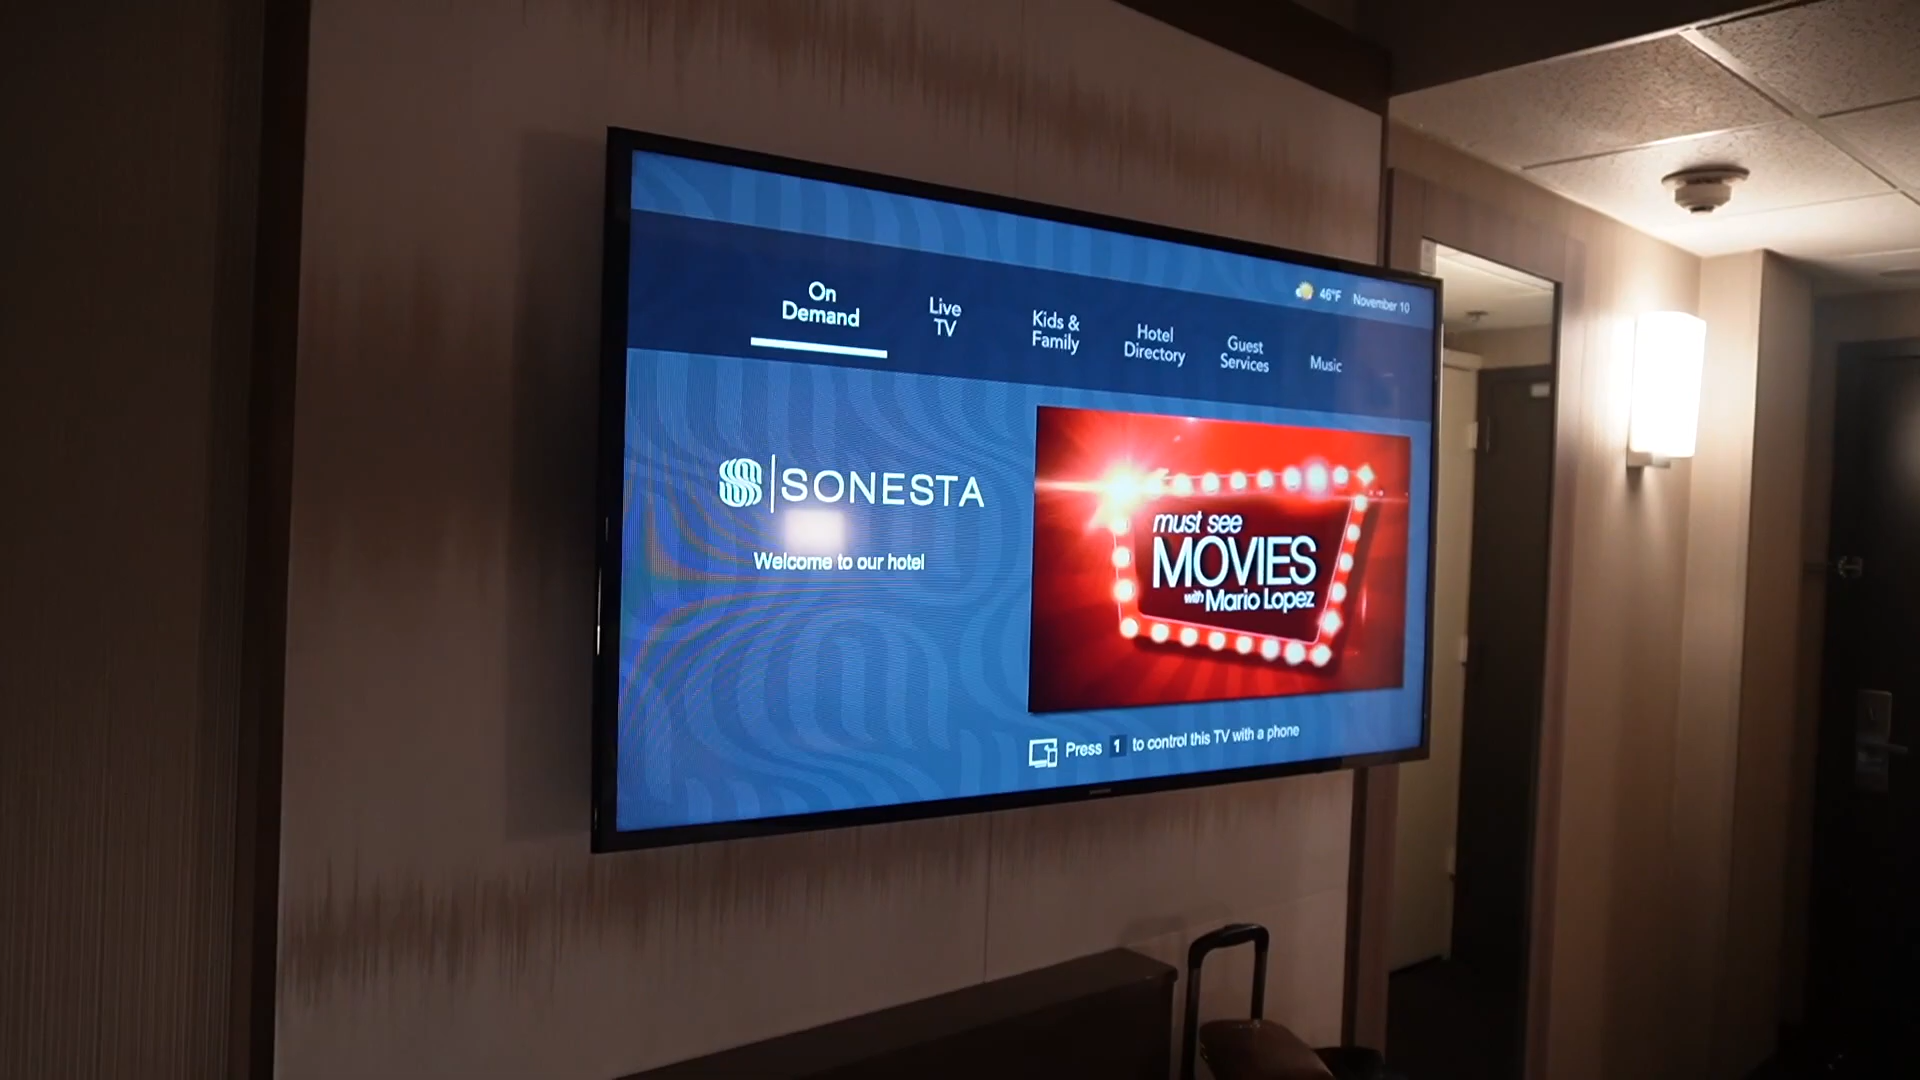 46°F November 10
On
Demand
Live
TV
Kids &
Family
Hotel
Directory
Guest
Services
Music
SONESTA
Welcome to our hotel
must see
MOVIES
with Mario Lopez
Press 1 to control this TV with a phone